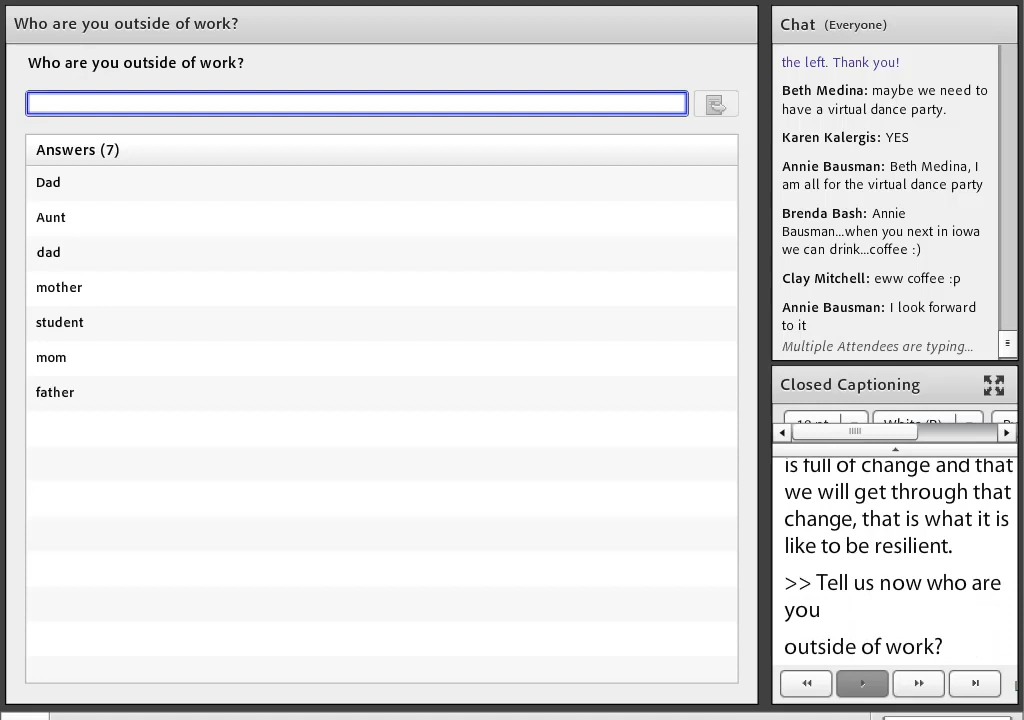 Who are you outside of work?
Who are you outside of work?
Answers (7)
Dad
Aunt
dad
mother
student
mom
father
Chat (Everyone)
the left. Thank you!
Beth Medina: maybe we need to
have a virtual dance party.
Karen Kalergis: YES
Annie Bausman: Beth Medina, I
am all for the virtual dance party
Brenda Bash: Annie
Bausman...when you next in iowa
we can drink...coffee :)
Clay Mitchell: eww coffee :p
Annie Bausman: I look forward
to it
Multiple Attendees are typing...
Closed Captioning
is full of change and that
we will get through that
change, that is what it is
like to be resilient.
>> Tell us now who are
you
outside of work?